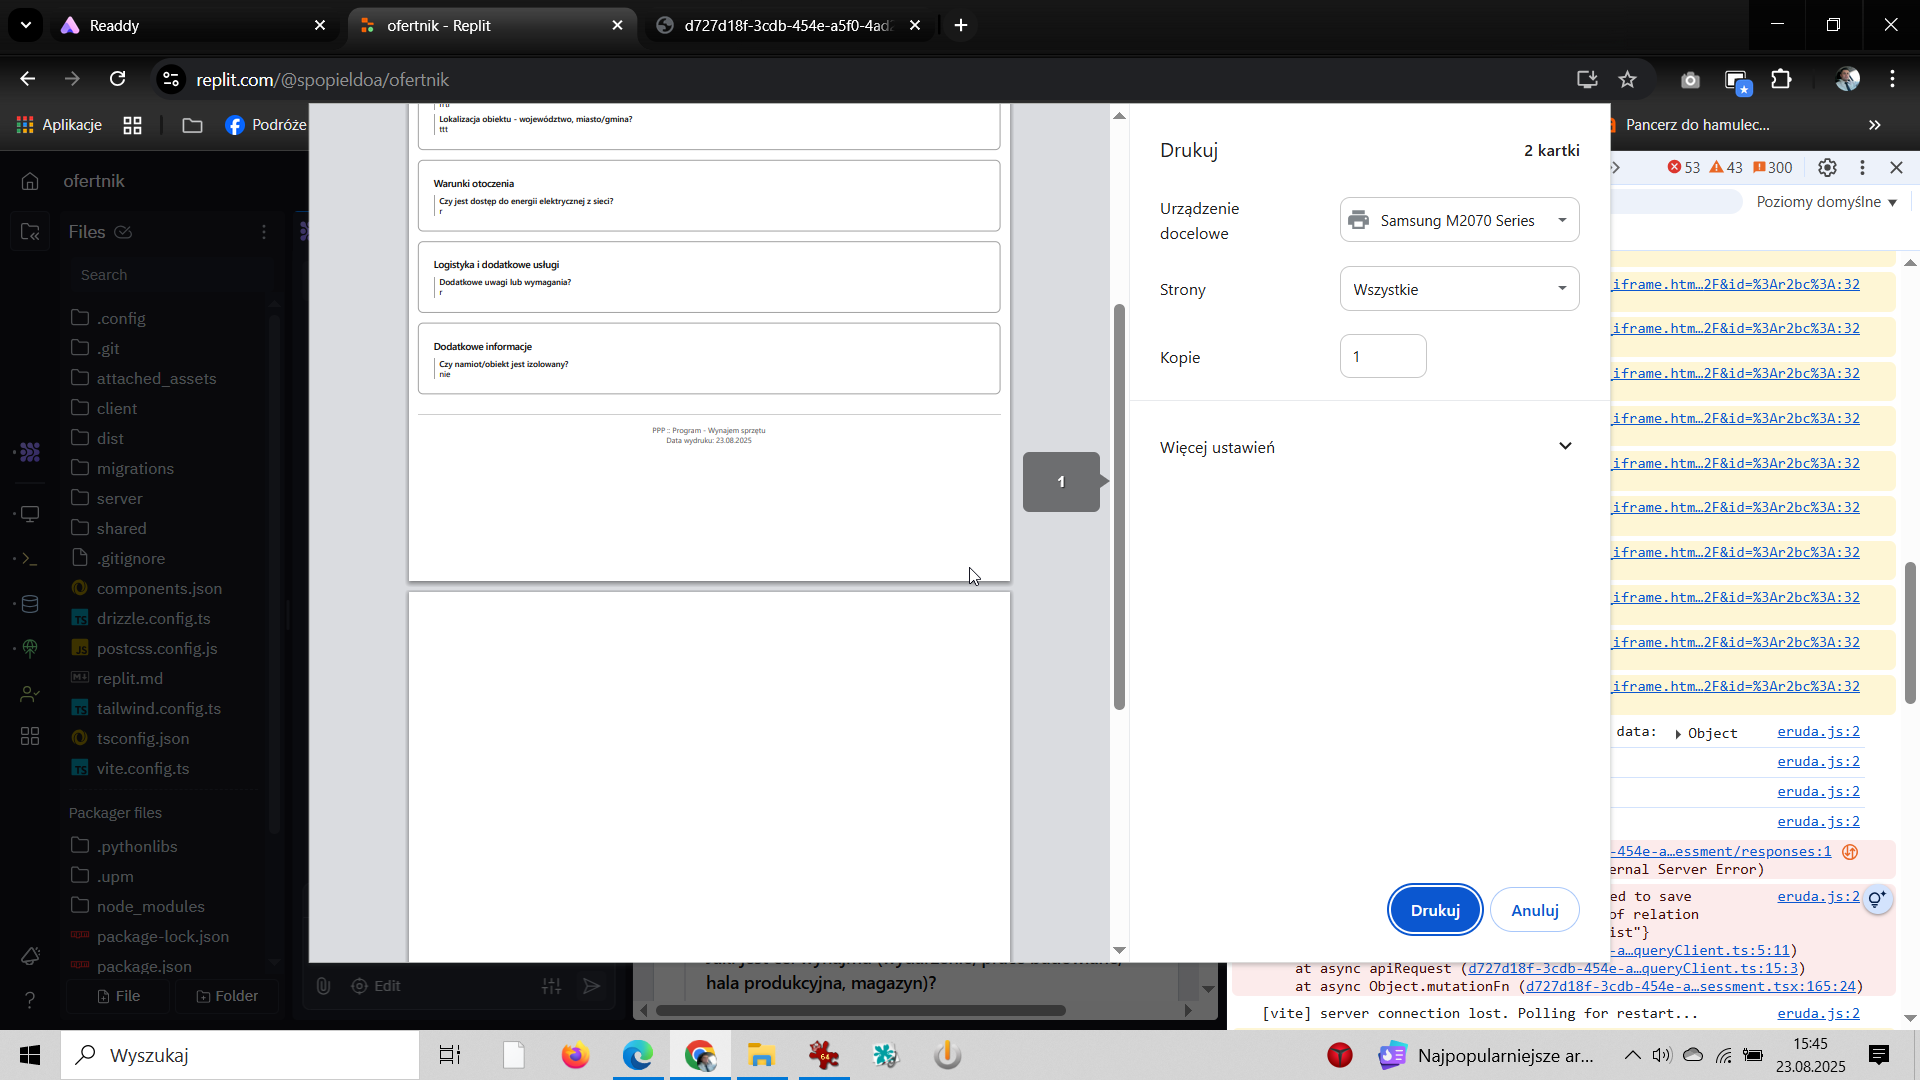 Readdy
ofertnik - Replit
d727d18f-3cdb-454e-a5f0-4ad
replit.com/@spopieldoa/ofertnik
Aplikacje
Podróże
Pancerz do hamulec...
ofertnik
Files
Search
.config
.git
attached_assets
client
dist
migrations
server
shared
.gitignore
components.json
drizzle.config.ts
postcss.config.js
replit.md
tailwind.config.ts
tsconfig.json
vite.config.ts
Packager files
.pythonlibs
.upm
node_modules
package-lock.json
package.json
File
Folder
Lokalizacja obiektu - województwo, miasto/gmina?
ttt
Warunki otoczenia
Czy jest dostęp do energii elektrycznej z sieci?
r
Logistyka i dodatkowe usługi
Dodatkowe uwagi lub wymagania?
r
Dodatkowe informacje
Czy namiot/obiekt jest izolowany?
nie
PPP :: Program - Wynajem sprzętu
Data wydruku: 23.08.2025
1
Drukuj
2 kartki
Urządzenie docelowe
Samsung M2070 Series
Strony
Wszystkie
Kopie
1
Więcej ustawień
Drukuj
Anuluj
Edit
hala produkcyjna, magazyn)?
53
43
300
Poziomy domyślne
iframe.htm…2F&id=%3Ar2bc%3A:32
iframe.htm…2F&id=%3Ar2bc%3A:32
iframe.htm…2F&id=%3Ar2bc%3A:32
iframe.htm…2F&id=%3Ar2bc%3A:32
iframe.htm…2F&id=%3Ar2bc%3A:32
iframe.htm…2F&id=%3Ar2bc%3A:32
iframe.htm…2F&id=%3Ar2bc%3A:32
iframe.htm…2F&id=%3Ar2bc%3A:32
iframe.htm…2F&id=%3Ar2bc%3A:32
iframe.htm…2F&id=%3Ar2bc%3A:32
data: Object eruda.js:2
eruda.js:2
eruda.js:2
eruda.js:2
-454e-a…essment/responses:1
ernal Server Error)
ed to save eruda.js:2
of relation
ist"}
-454e-a…queryClient.ts:5:11)
at async apiRequest (d727d18f-3cdb-454e-a…queryClient.ts:15:3)
at async Object.mutationFn (d727d18f-3cdb-454e-a…sessment.tsx:165:24)
[vite] server connection lost. Polling for restart... eruda.js:2
Wyszukaj
64
Najpopularniejsze ar...
15:45
23.08.2025